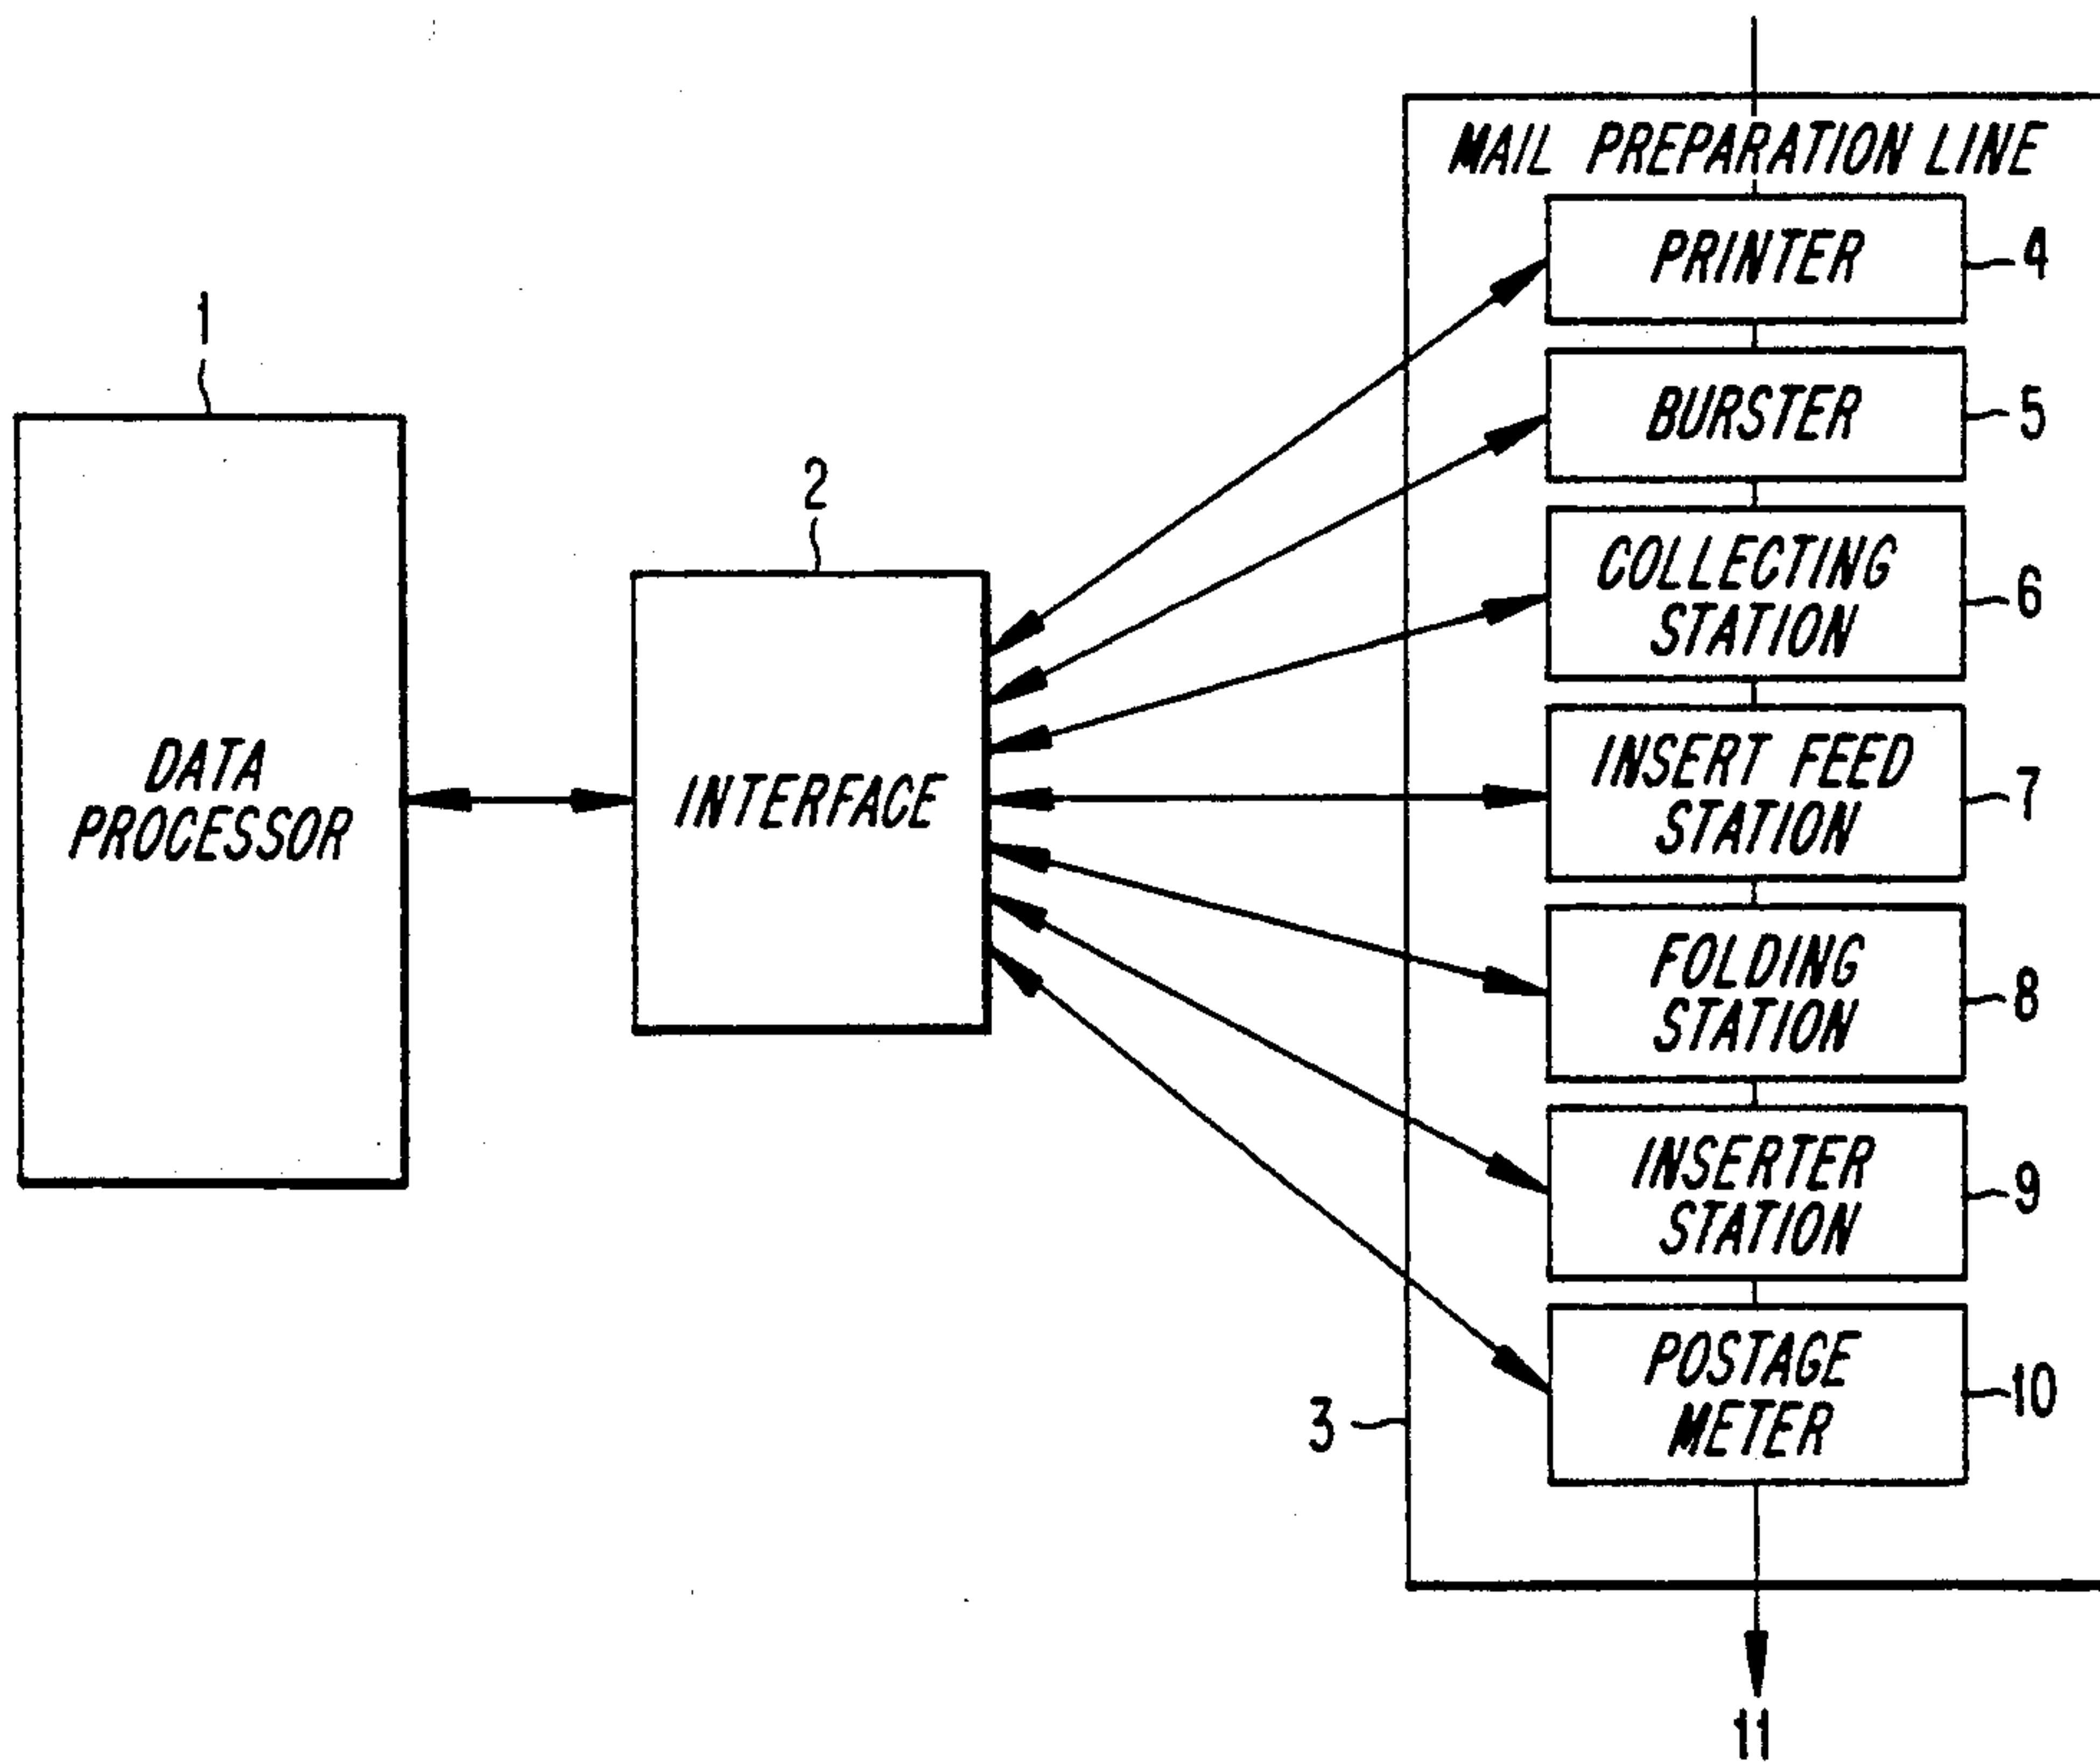 1
DATA
PROCESSOR
2
INTERFACE
MAIL PREPARATION LINE
PRINTER
4
BURSTER
5
COLLECTING
STATION
6
INSERT FEED
STATION
7
FOLDING
STATION
8
INSERTER
STATION
9
POSTAGE
METER
10
3
11